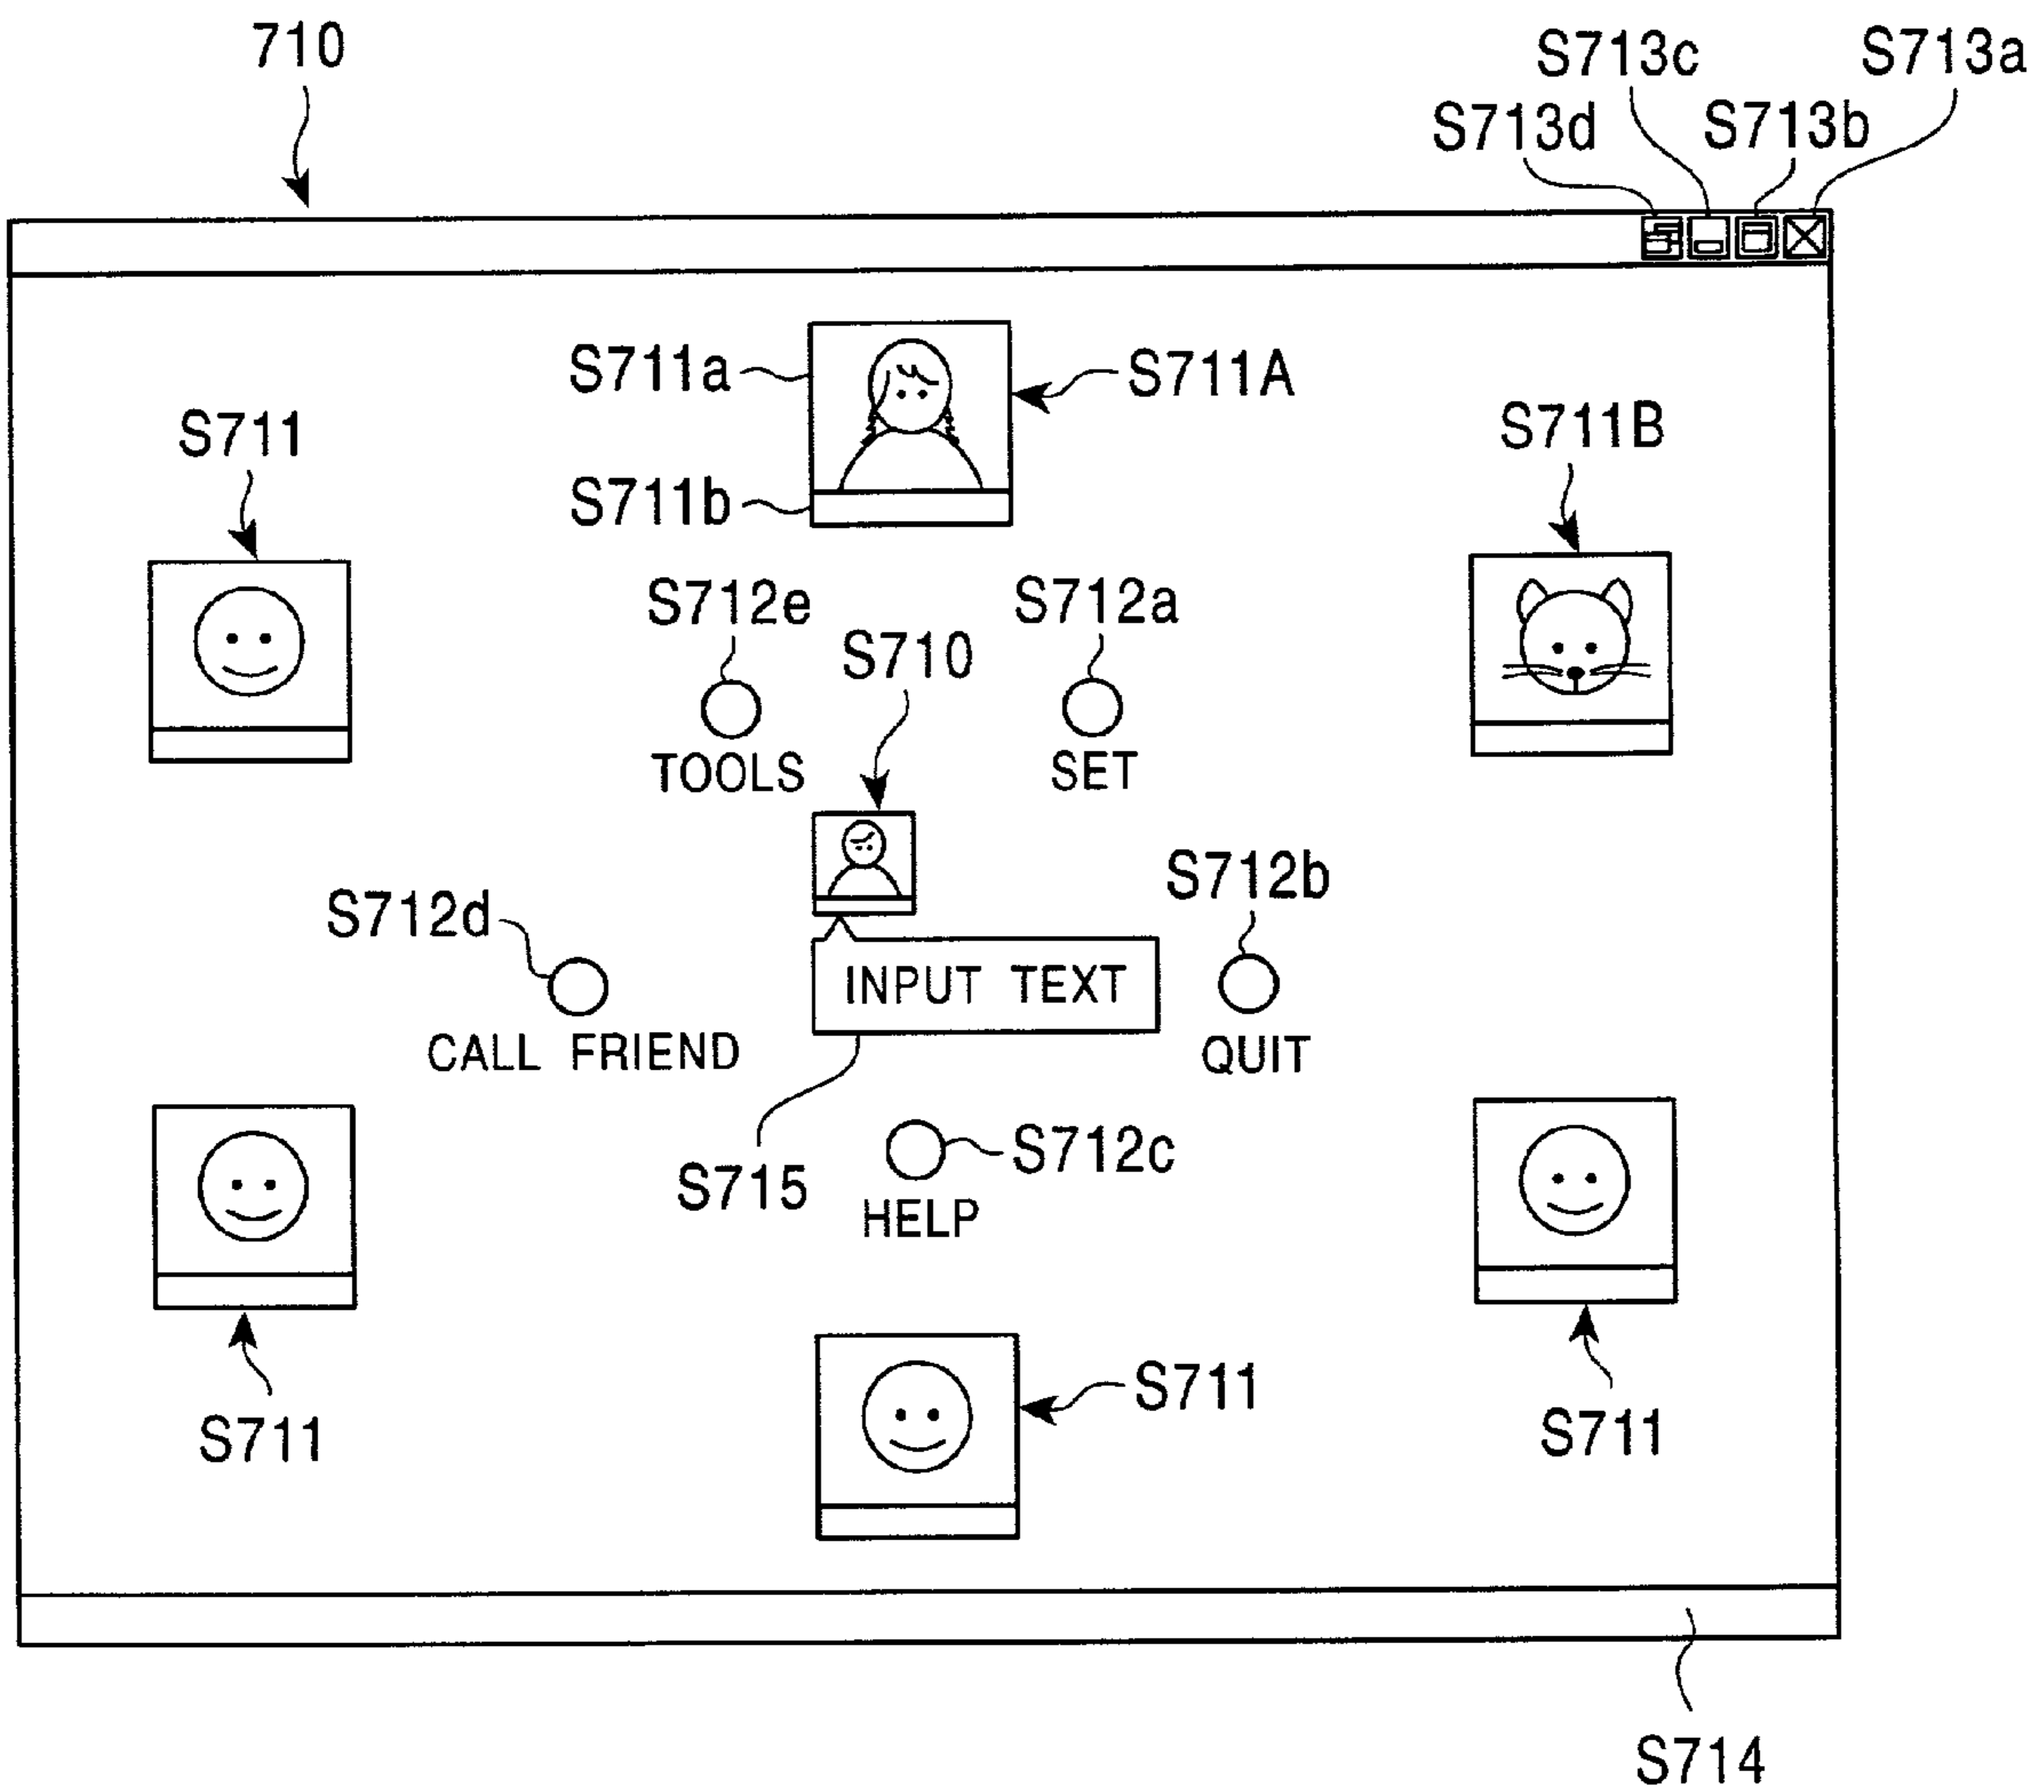 710
S713c
S713a
S713d
S713b
S711a
S711A
S711
S711B
S711b
S712e
S712a
S710
TOOLS
SET
S712b
S712d
INPUT TEXT
CALL FRIEND
QUIT
S712c
S715
HELP
S711
S711
S711
S714